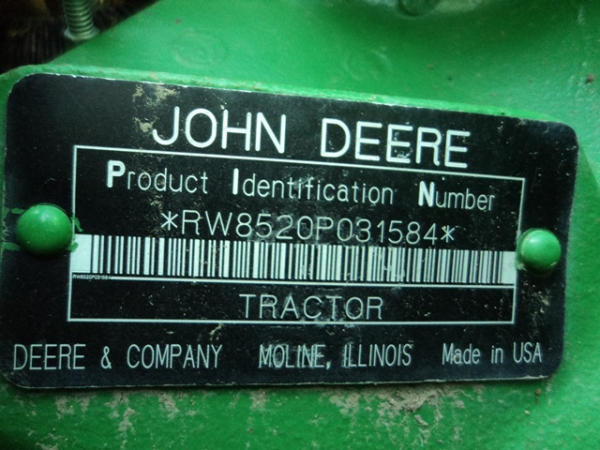 JOHN DEERE
Product Identification Number
*RW8520P031584*
TRACTOR
DEERE & COMPANY MOLINE, ILLINOIS Made in USA